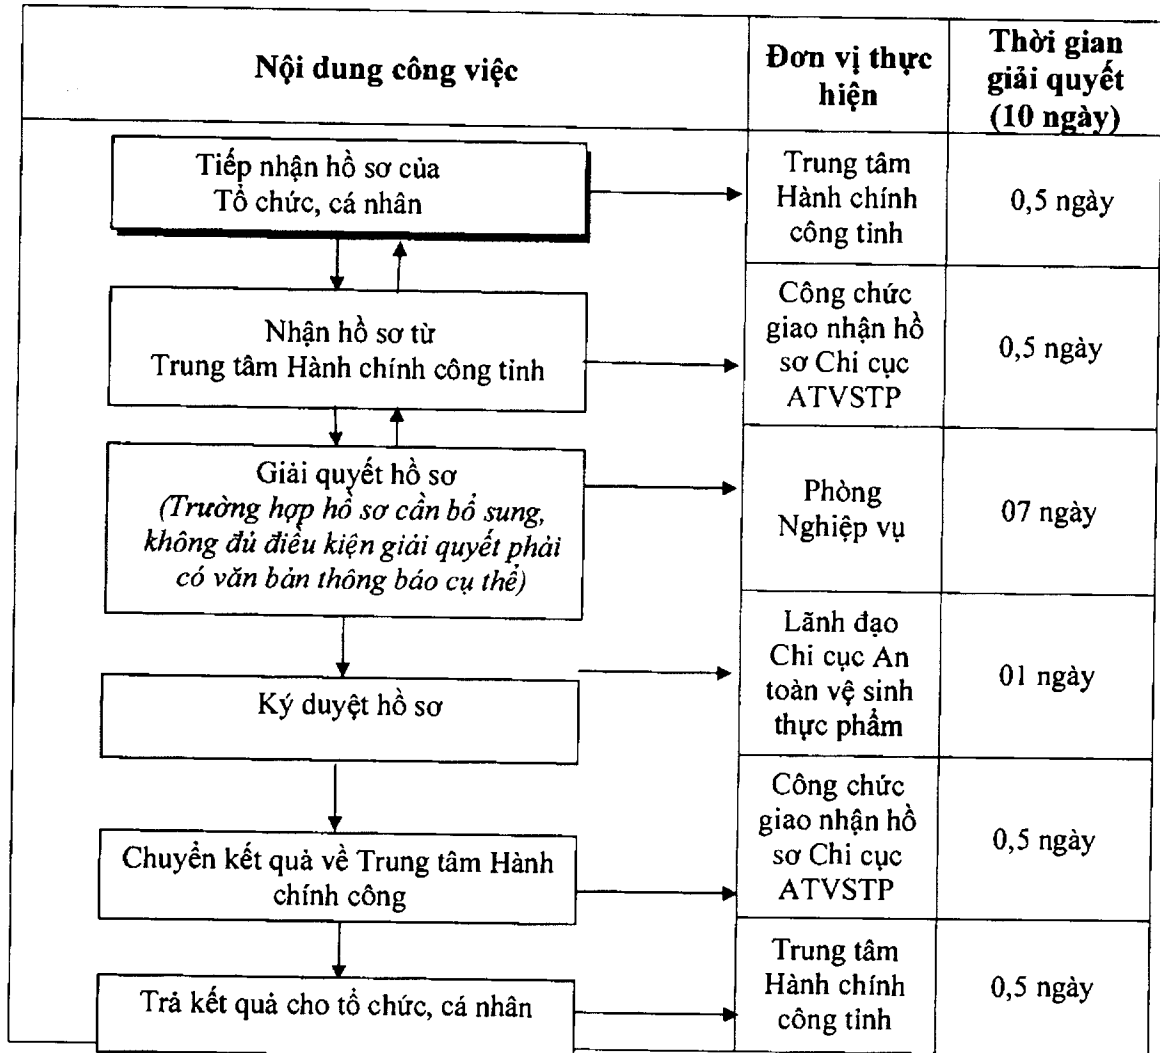 Nội dung công việc
Đơn vị thực
hiện
Thời gian
giải quyết
(10 ngày)
Tiếp nhận hồ sơ của
Tổ chức, cá nhân
Trung tâm
Hành chính
công tỉnh
0,5 ngày
Nhận hồ sơ từ
Trung tâm Hành chính công tỉnh
Công chức
giao nhận hồ
sơ Chi cục
ATVSTP
0,5 ngày
Giải quyết hồ sơ
(Trường hợp hồ sơ cần bổ sung,
không đủ điều kiện giải quyết phải
có văn bản thông báo cụ thể)
Phòng
Nghiệp vụ
07 ngày
Ký duyệt hồ sơ
Lãnh đạo
Chi cục An
toàn vệ sinh
thực phẩm
01 ngày
Chuyển kết quả về Trung tâm Hành
chính công
Công chức
giao nhận hồ
sơ Chi cục
ATVSTP
0,5 ngày
Trả kết quả cho tổ chức, cá nhân
Trung tâm
Hành chính
công tỉnh
0,5 ngày